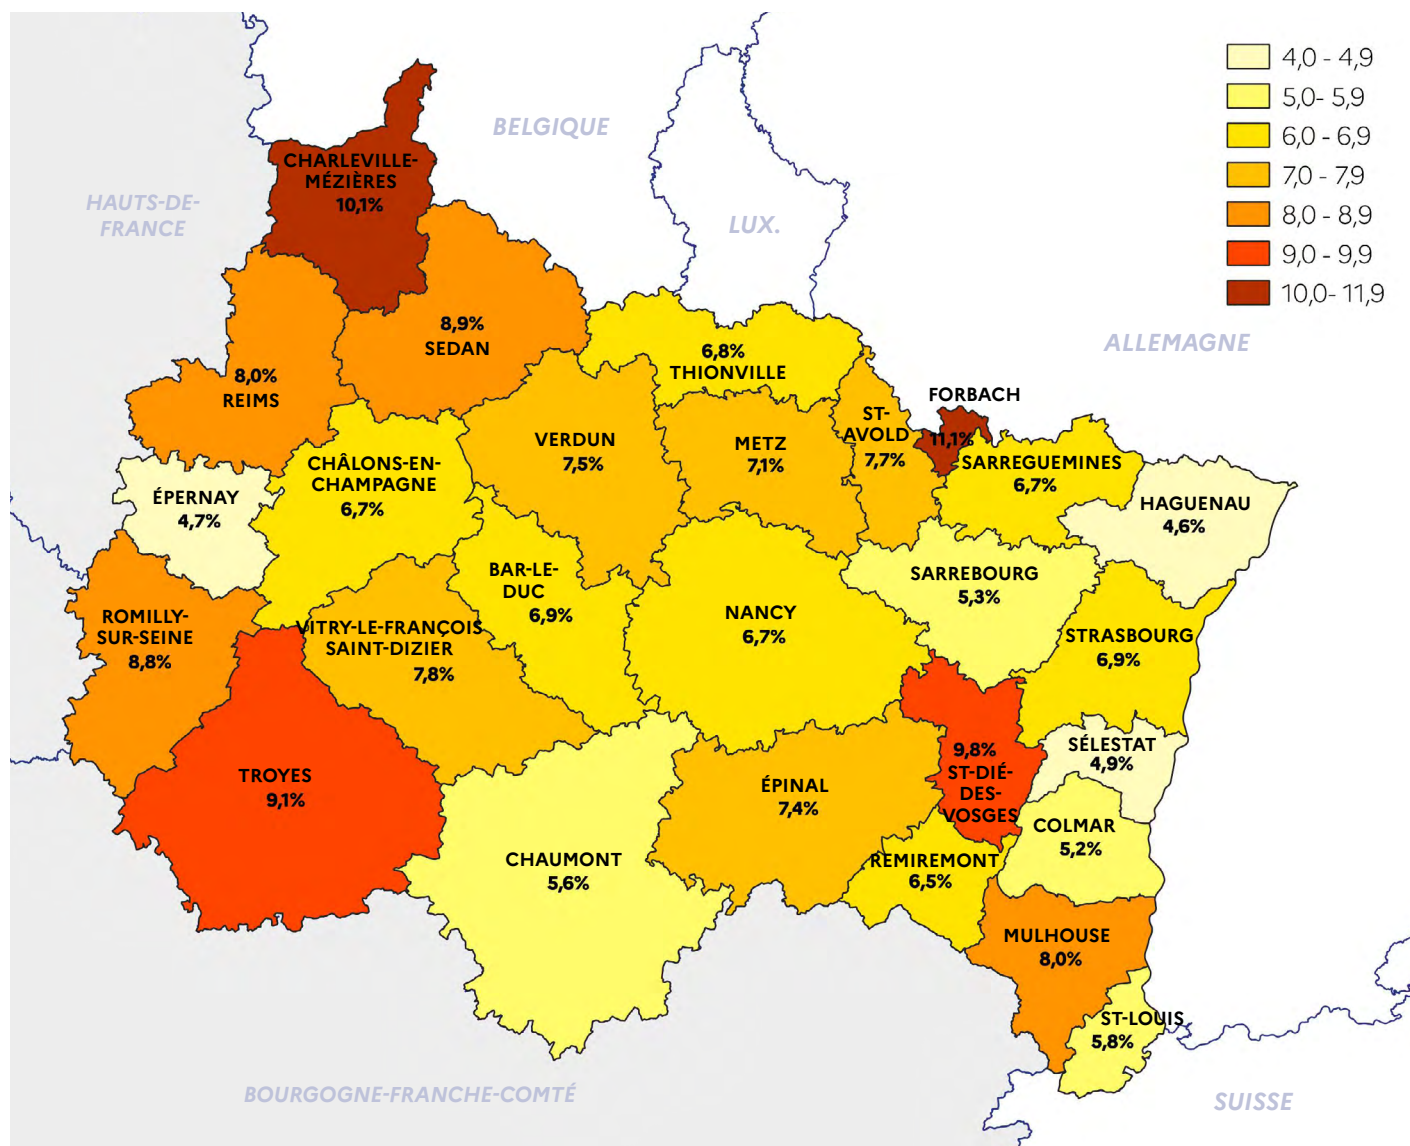 4,0 - 4,9
5,0- 5,9
6,0 - 6,9
7,0 - 7,9
8,0 - 8,9
9,0 - 9,9
10,0- 11,9
BELGIQUE
HAUTS-DE-
FRANCE
LUX.
ALLEMAGNE
CHARLEVILLE-
MÉZIÈRES
10,1%
8,9%
SEDAN
8,0%
REIMS
6,8%
THIONVILLE
FORBACH
11,1%
ST-
AVOLD
7,7%
VERDUN
7,5%
METZ
7,1%
SARREGUEMINES
6,7%
HAGUENAU
4,6%
CHÂLONS-EN-
CHAMPAGNE
6,7%
ÉPERNAY
4,7%
BAR-LE-
DUC
6,9%
SARREBOURG
5,3%
NANCY
6,7%
STRASBOURG
6,9%
ROMILLY-
SUR-SEINE
8,8%
VITRY-LE-FRANÇOIS
SAINT-DIZIER
7,8%
TROYES
9,1%
ÉPINAL
7,4%
9,8%
ST-DIÉ-
DES-
VOSGES
SÉLESTAT
4,9%
COLMAR
5,2%
CHAUMONT
5,6%
REMIREMONT
6,5%
MULHOUSE
8,0%
ST-LOUIS
5,8%
BOURGOGNE-FRANCHE-COMTÉ
SUISSE